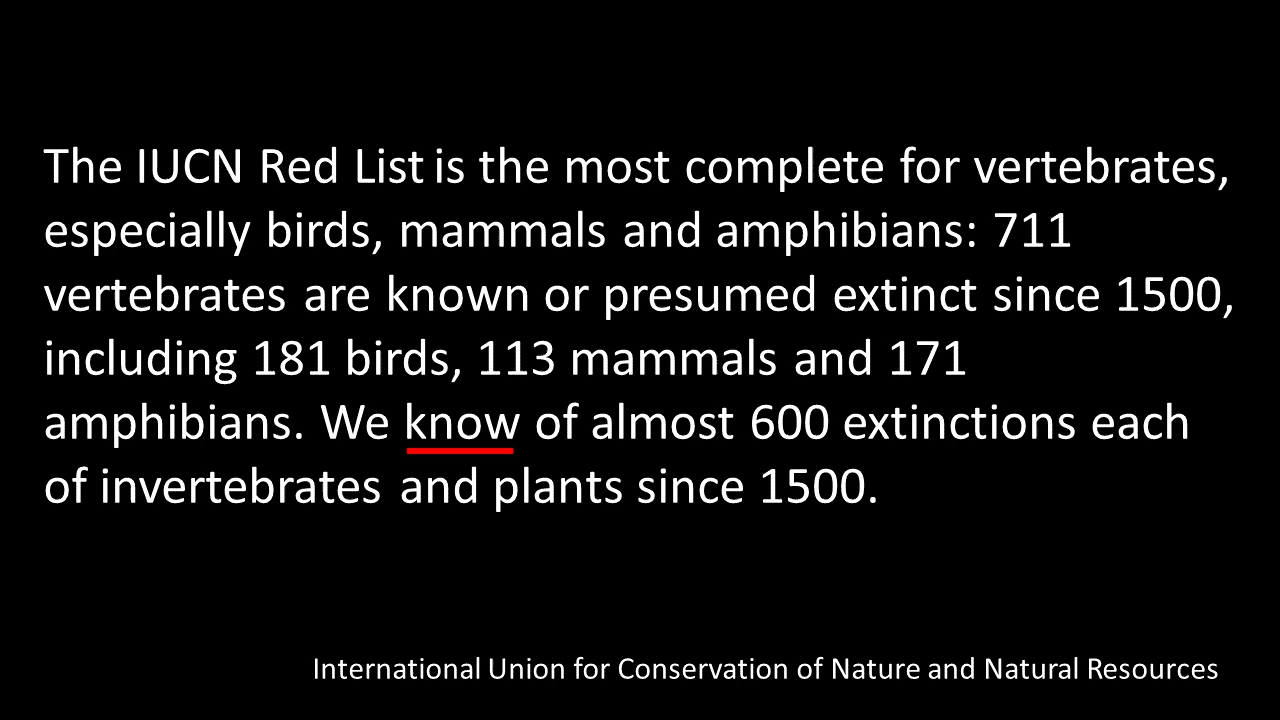 The IUCN Red List is the most complete for vertebrates,
especially birds, mammals and amphibians: 711
vertebrates are known or presumed extinct since 1500,
including 181 birds, 113 mammals and 171
amphibians. We know of almost 600 extinctions each
of invertebrates and plants since 1500.
International Union for Conservation of Nature and Natural Resources